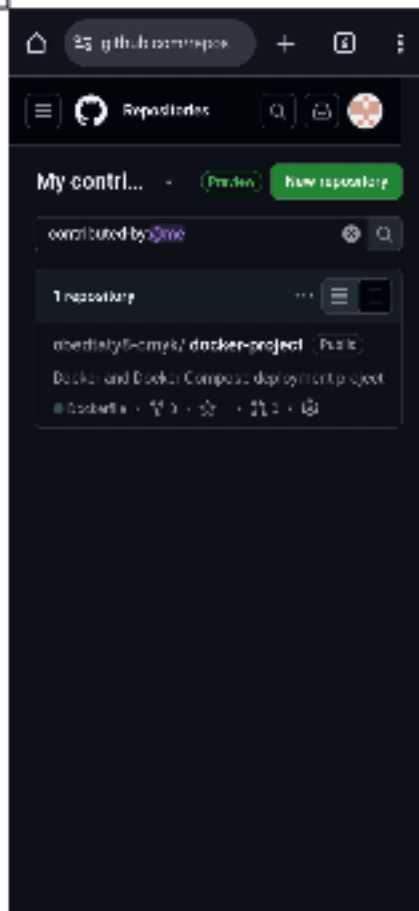 github.com/repos
Repositories
My contri... Preview New repository
contributed-by:@me
1 repository
docker-project Public
Docker and Docker Compose deployment project
Dockerfile